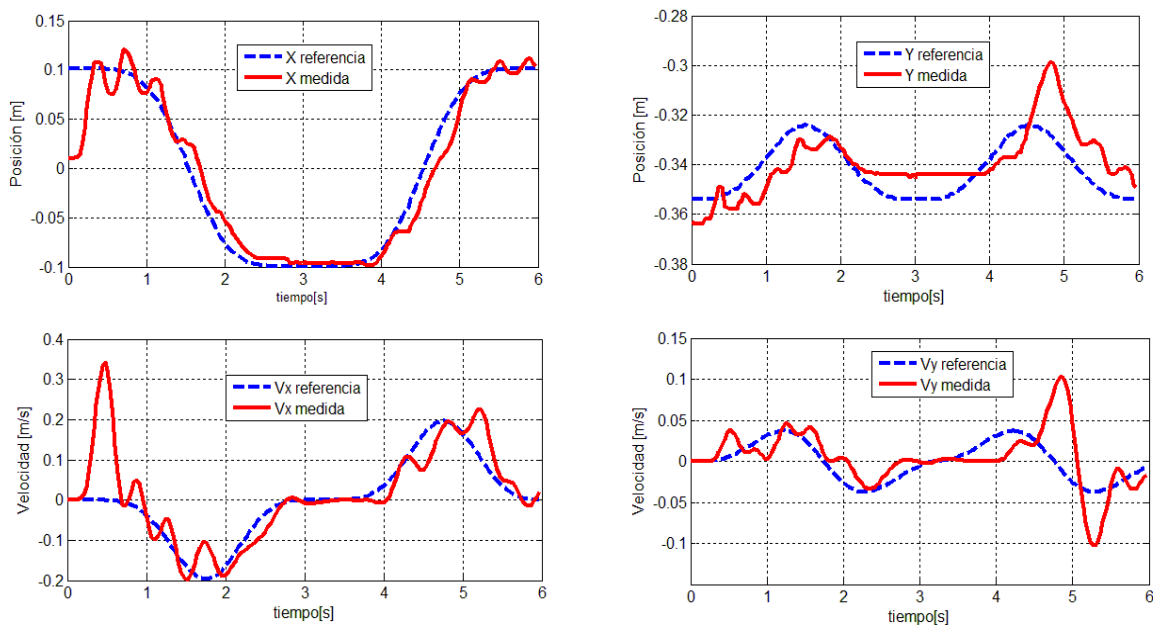 0.15
0.1
0.05
0
-0.05
-0.1
Posición [m]
X referencia
X medida
0 1 2 3 4 5 6
tiempo[s]
-0.28
-0.3
-0.32
-0.34
-0.36
-0.38
Posición [m]
Y referencia
Y medida
0 1 2 3 4 5 6
tiempo[s]
0.4
0.3
0.2
0.1
0
-0.1
-0.2
Velocidad [m/s]
Vx referencia
Vx medida
0 1 2 3 4 5 6
tiempo[s]
0.15
0.1
0.05
0
-0.05
-0.1
Velocidad [m/s]
Vy referencia
Vy medida
0 1 2 3 4 5 6
tiempo[s]